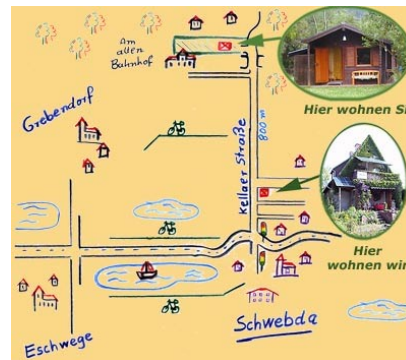 Am
alten
Bahnhof
Hier wohnen Si
Grebendorf
Kellaer Straße
800 m
Hier
wohnen wir
Eschwege
Schwebda